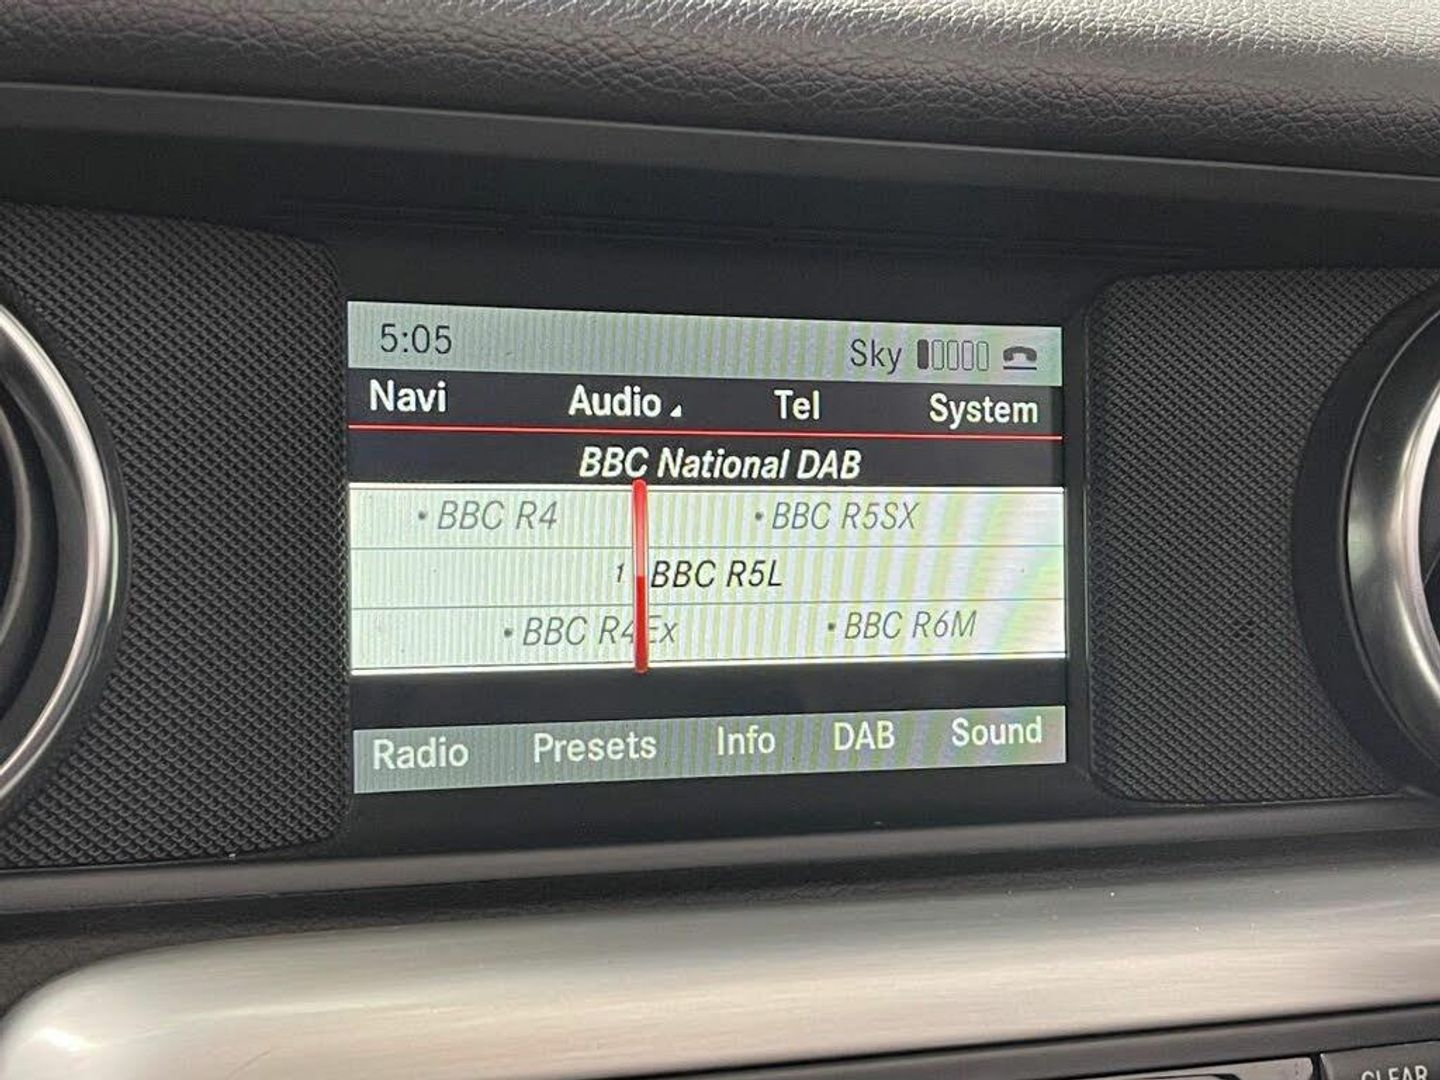 5:05 Sky
Navi Audio Tel System
BBC National DAB
• BBC R4 • BBC R5SX
1 BBC R5L
• BBC R4Ex • BBC R6M
Radio Presets Info DAB Sound
CLEAR